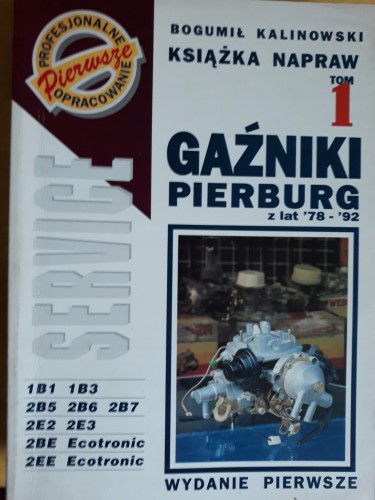 PROFESJONALNE
Pierwsze
OPRACOWANIE
BOGUMIŁ KALINOWSKI
KSIĄŻKA NAPRAW
TOM
1
GAŹNIKI
PIERBURG
z lat '78 - '92
SERVICE
1B1 1B3
2B5 2B6 2B7
2E2 2E3
2BE Ecotronic
2EE Ecotronic
WYDANIE PIERWSZE